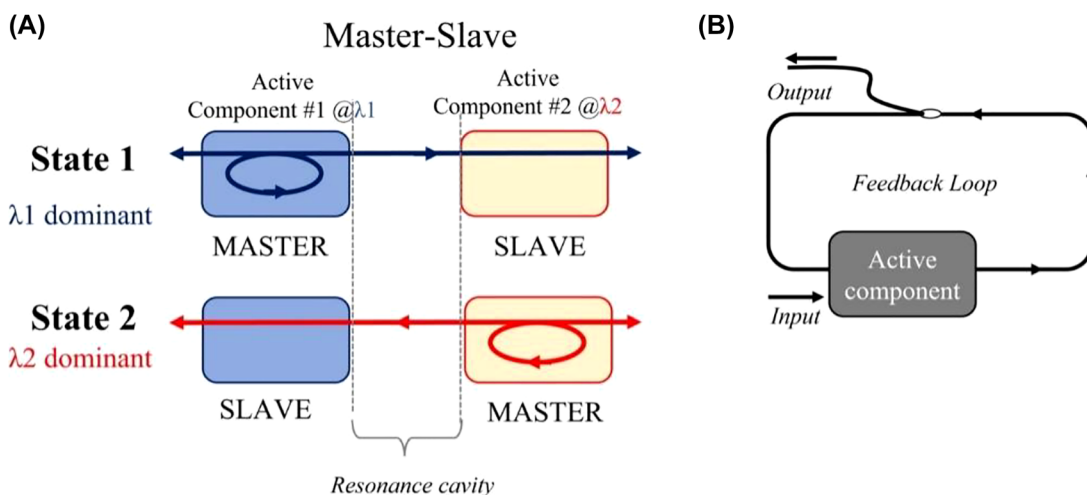 (A)
Master-Slave
Active
Component #1 @λ1
Active
Component #2 @λ2
State 1
λ1 dominant
MASTER
SLAVE
State 2
λ2 dominant
SLAVE
MASTER
Resonance cavity
(B)
Output
Feedback Loop
Active
component
Input